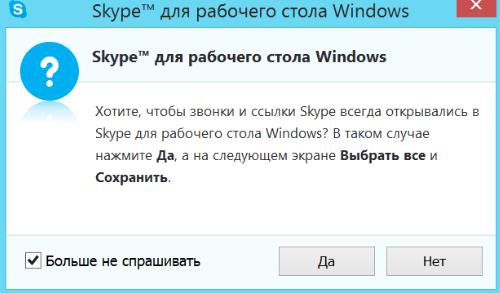 Skype™ для рабочего стола Windows
Skype™ для рабочего стола Windows
Хотите, чтобы звонки и ссылки Skype всегда открывались в
Skype для рабочего стола Windows? В таком случае
нажмите Да, а на следующем экране Выбрать все и
Сохранить.
Больше не спрашивать
Да
Нет